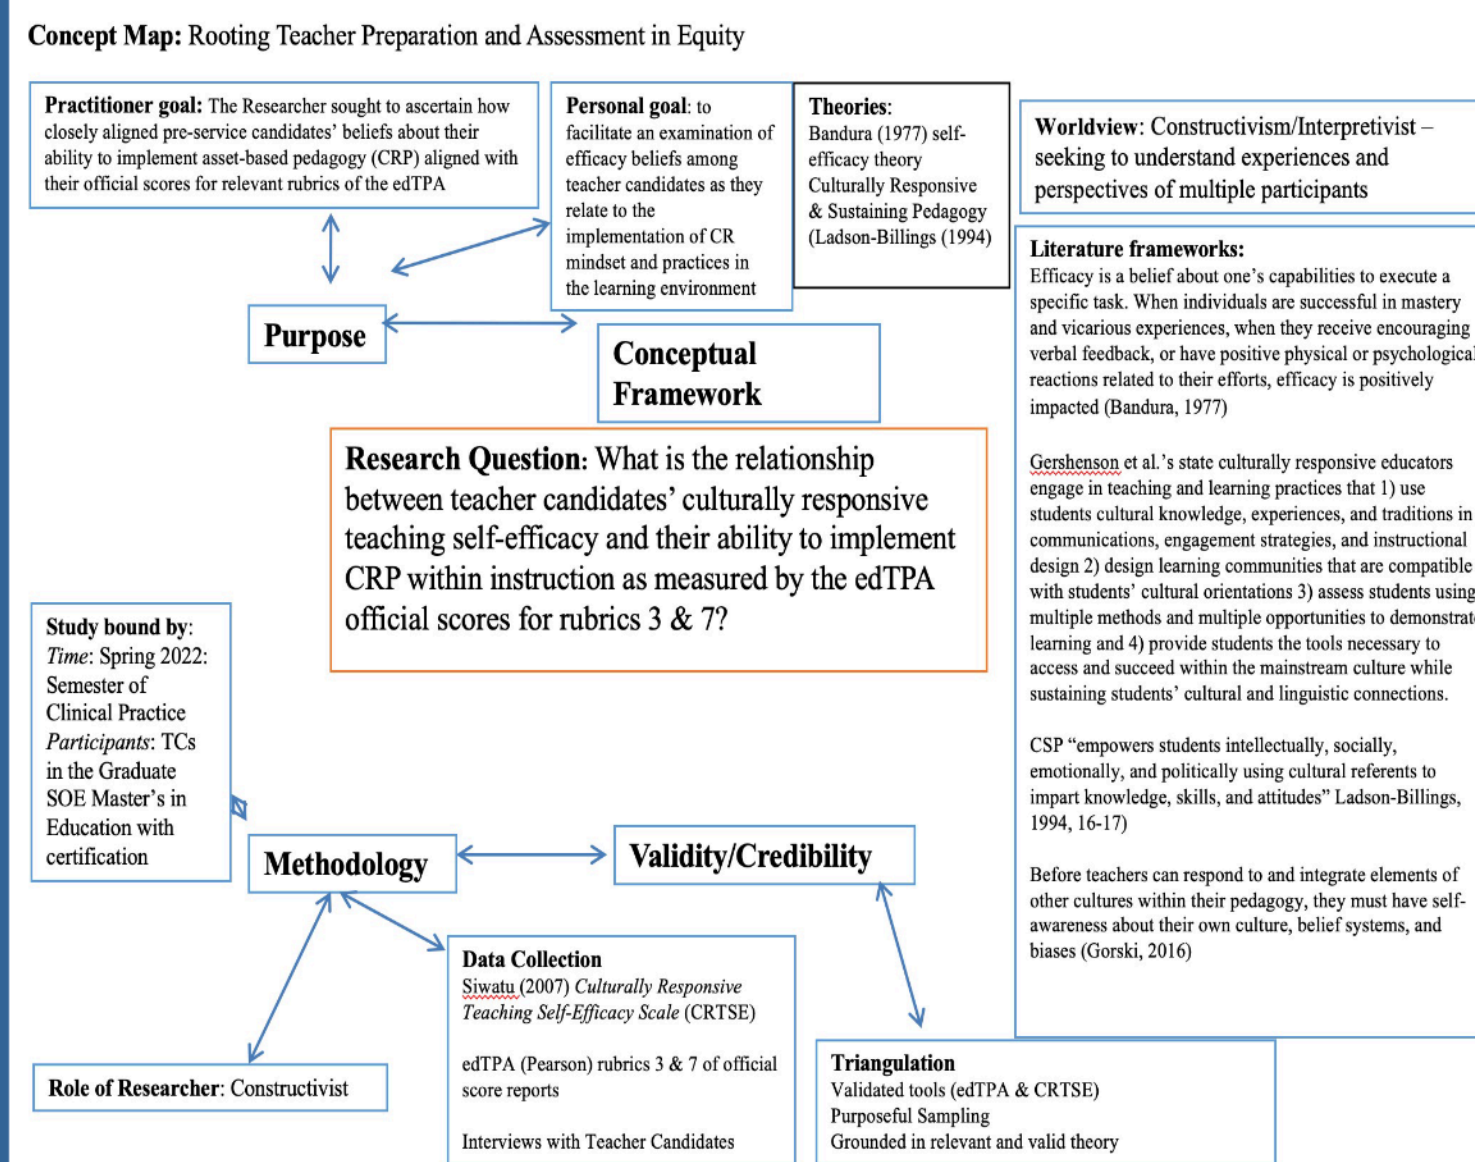 Concept Map: Rooting Teacher Preparation and Assessment in Equity
Practitioner goal: The Researcher sought to ascertain how
closely aligned pre-service candidates' beliefs about their
ability to implement asset-based pedagogy (CRP) aligned with
their official scores for relevant rubrics of the edTPA
Personal goal: to
facilitate an examination of
efficacy beliefs among
teacher candidates as they
relate to the
implementation of CR
mindset and practices in
the learning environment
Theories:
Bandura (1977) self-
efficacy theory
Culturally Responsive
& Sustaining Pedagogy
(Ladson-Billings (1994)
Worldview: Constructivism/Interpretivist –
seeking to understand experiences and
perspectives of multiple participants
Purpose
Conceptual
Framework
Literature frameworks:
Efficacy is a belief about one's capabilities to execute a
specific task. When individuals are successful in mastery
and vicarious experiences, when they receive encouraging
verbal feedback, or have positive physical or psychological
reactions related to their efforts, efficacy is positively
impacted (Bandura, 1977)
Gershenson et al.'s state culturally responsive educators
engage in teaching and learning practices that 1) use
students cultural knowledge, experiences, and traditions in
communications, engagement strategies, and instructional
design 2) design learning communities that are compatible
with students' cultural orientations 3) assess students using
multiple methods and multiple opportunities to demonstrate
learning and 4) provide students the tools necessary to
access and succeed within the mainstream culture while
sustaining students' cultural and linguistic connections.
CSP “empowers students intellectually, socially,
emotionally, and politically using cultural referents to
impart knowledge, skills, and attitudes” Ladson-Billings,
1994, 16-17)
Before teachers can respond to and integrate elements of
other cultures within their pedagogy, they must have self-
awareness about their own culture, belief systems, and
biases (Gorski, 2016)
Research Question: What is the relationship
between teacher candidates' culturally responsive
teaching self-efficacy and their ability to implement
CRP within instruction as measured by the edTPA
official scores for rubrics 3 & 7?
Study bound by:
Time: Spring 2022:
Semester of
Clinical Practice
Participants: TCs
in the Graduate
SOE Master's in
Education with
certification
Methodology
Validity/Credibility
Role of Researcher: Constructivist
Data Collection
Siwatu (2007) Culturally Responsive
Teaching Self-Efficacy Scale (CRTSE)
edTPA (Pearson) rubrics 3 & 7 of official
score reports
Interviews with Teacher Candidates
Triangulation
Validated tools (edTPA & CRTSE)
Purposeful Sampling
Grounded in relevant and valid theory